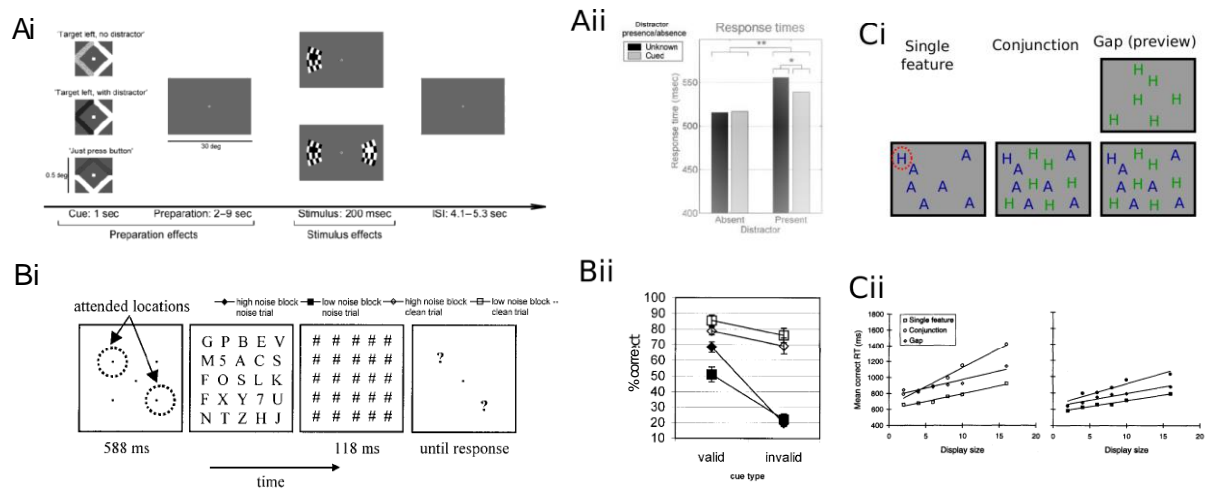 Ai
'Target left, no distractor'
'Target left, with distractor'
'Just press button'
0.5 deg
30 deg
Cue: 1 sec
Preparation: 2–9 sec
Stimulus: 200 msec
ISI: 4.1–5.3 sec
Preparation effects
Stimulus effects
Aii
Distractor
presence/absence
Unknown
Cued
Response times
**
*
Response time (msec)
550
500
450
400
Absent
Present
Distractor
Ci
Single
feature
Conjunction
Gap (preview)
H
H
H
H
H
H
H
A
A
A
A
A
A
H
H
A
H
A
H
A
A
H
H
H
A
H
H
A
H
A
H
A
A
H
H
H
A
Bi
attended locations
high noise block
noise trial
low noise block
noise trial
high noise block
clean trial
low noise block --
clean trial
G P B E V
M 5 A C S
F O S L K
F X Y 7 U
N T Z H J
# # # # #
# # # # #
# # # # #
# # # # #
# # # # #
?
?
588 ms
118 ms
until response
time
Bii
% correct
100
90
80
70
60
50
40
30
20
10
valid
invalid
cue type
Cii
Mean correct RT (ms)
1800
1600
1400
1200
1000
800
600
400
Single feature
Conjunction
Gap
0
5
10
15
20
Display size
0
5
10
15
20
Display size